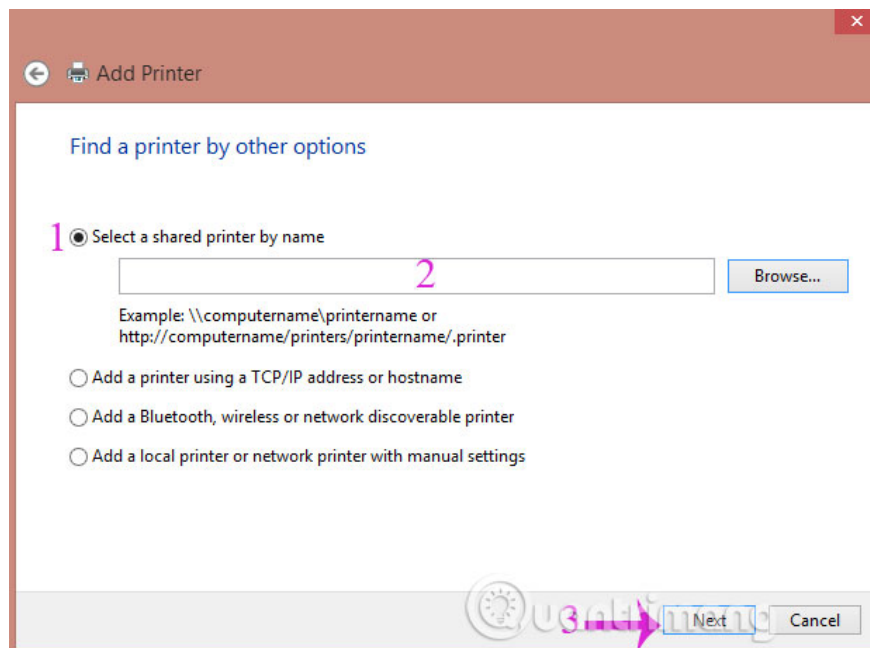 Add Printer
Find a printer by other options
1 Select a shared printer by name
2 Browse...
Example: \\computername\printername or
http://computername/printers/printername/.printer
Add a printer using a TCP/IP address or hostname
Add a Bluetooth, wireless or network discoverable printer
Add a local printer or network printer with manual settings
Quantrimang
3 Next Cancel